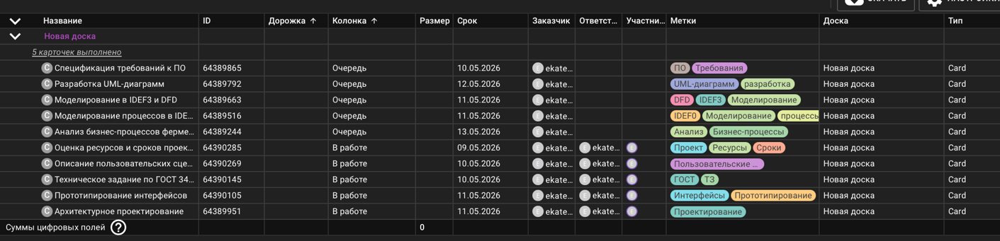 Название ID Дорожка ↑ Колонка ↑ Размер Срок Заказчик Ответст... Участни... Метки Доска Тип
Новая доска
5 карточек выполнено
C Спецификация требований к ПО 64389865 Очередь 10.05.2026 E ekate... ПО Требования Новая доска Card
C Разработка UML-диаграмм 64389792 Очередь 12.05.2026 E ekate... UML-диаграмм разработка Новая доска Card
C Моделирование в IDEF3 и DFD 64389663 Очередь 11.05.2026 E ekate... DFD IDEF3 Моделирование Новая доска Card
C Моделирование процессов в IDE... 64389516 Очередь 11.05.2026 E ekate... IDEF0 Моделирование процессь Новая доска Card
C Анализ бизнес-процессов ферме... 64389244 Очередь 13.05.2026 E ekate... Анализ Бизнес-процессы Новая доска Card
C Оценка ресурсов и сроков проек... 64390285 В работе 09.05.2026 E ekate... E ekate... E Проект Ресурсы Сроки Новая доска Card
C Описание пользовательских сце... 64390269 В работе 10.05.2026 E ekate... E ekate... E Пользовательские ... Новая доска Card
C Техническое задание по ГОСТ 34... 64390145 В работе 10.05.2026 E ekate... E ekate... E ГОСТ ТЗ Новая доска Card
C Прототипирование интерфейсов 64390105 В работе 11.05.2026 E ekate... E ekate... E Интерфейсы Прототипирование Новая доска Card
C Архитектурное проектирование 64389951 В работе 11.05.2026 E ekate... E ekate... E Проектирование Новая доска Card
Суммы цифровых полей ? 0